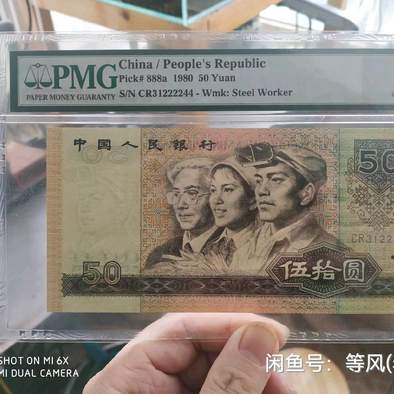 PMG
PAPER MONEY GUARANTY
China / People's Republic
Pick# 888a 1980 50 Yuan
S/N CR31222244 - Wmk: Steel Worker
中国人民银行
50
CR3122
50
伍拾圆
SHOT ON MI 6X
MI DUAL CAMERA
闲鱼号：等风(